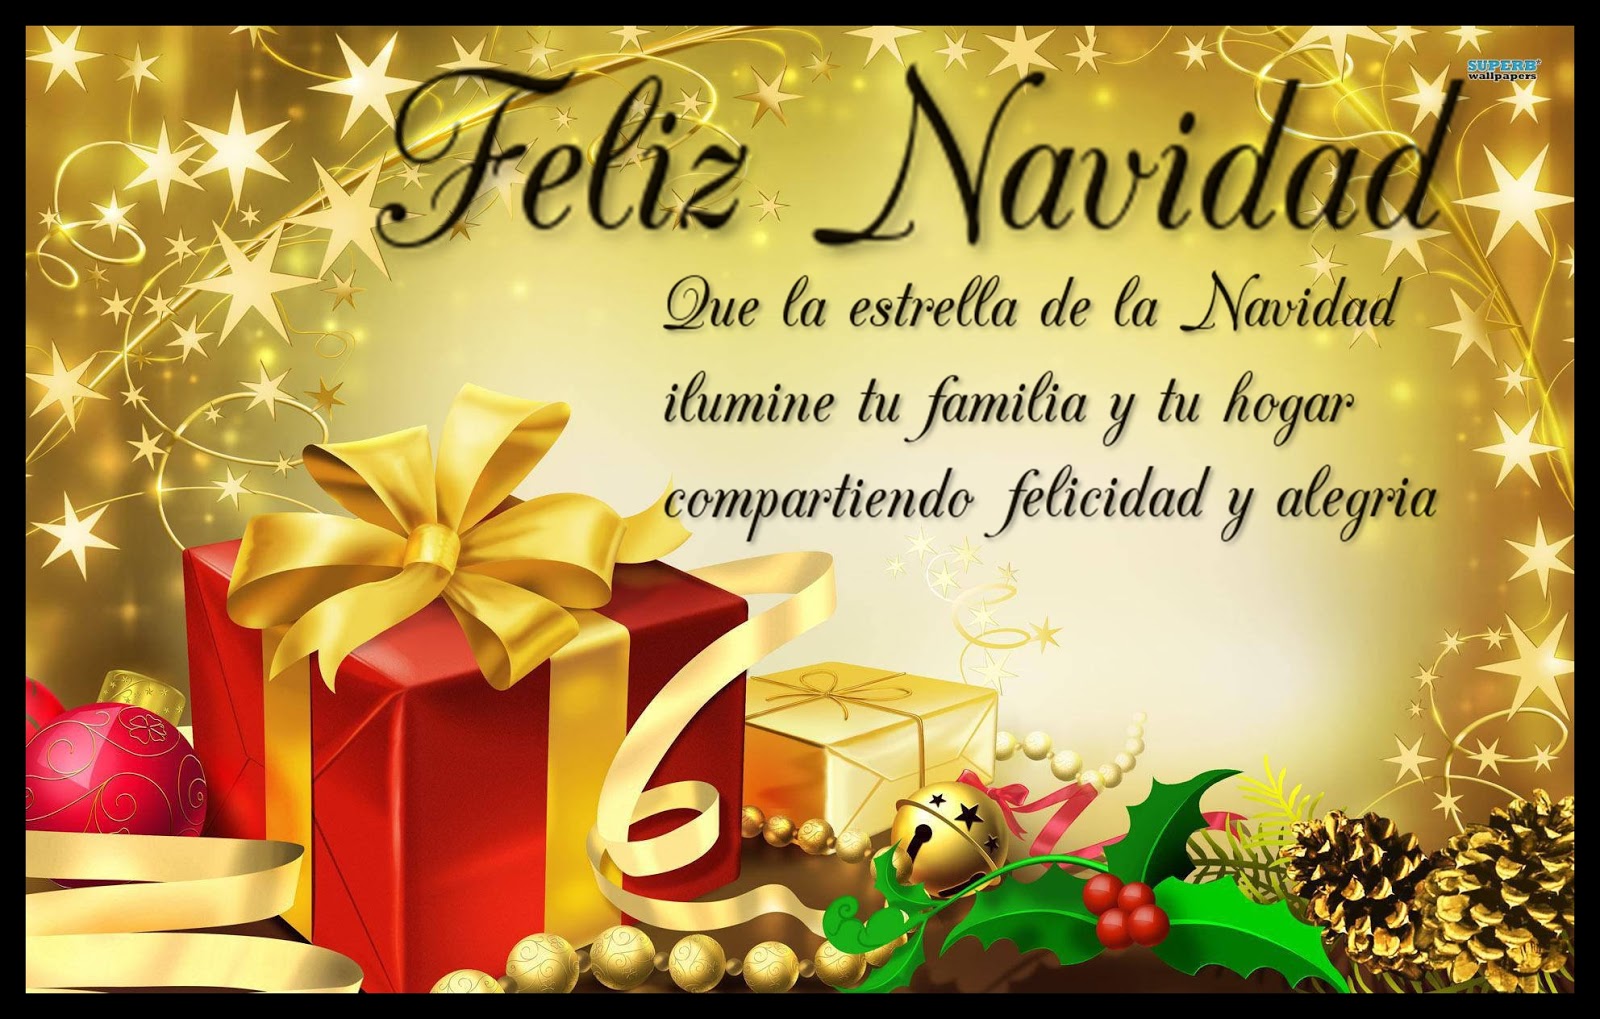 SUPERB
wallpapers
Feliz Navidad
Que la estrella de la Navidad
ilumine tu familia y tu hogar
compartiendo felicidad y alegria